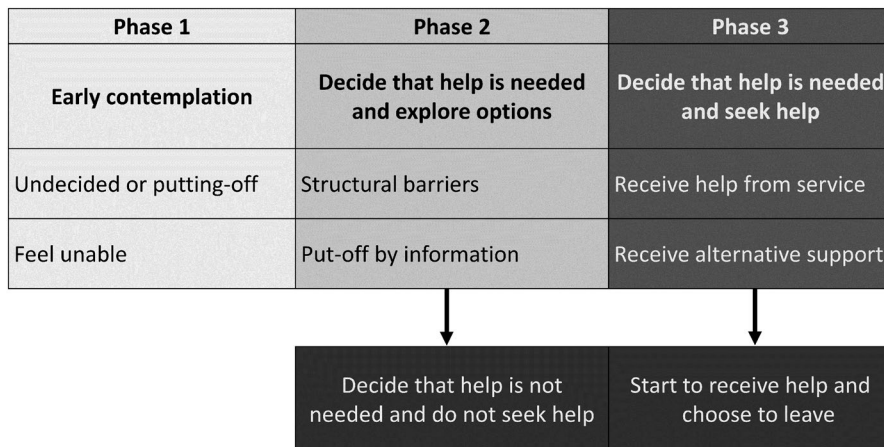 Phase 1
Phase 2
Phase 3
Early contemplation
Decide that help is needed
and explore options
Decide that help is needed
and seek help
Undecided or putting-off
Structural barriers
Receive help from service
Feel unable
Put-off by information
Receive alternative support
Decide that help is not
needed and do not seek help
Start to receive help and
choose to leave